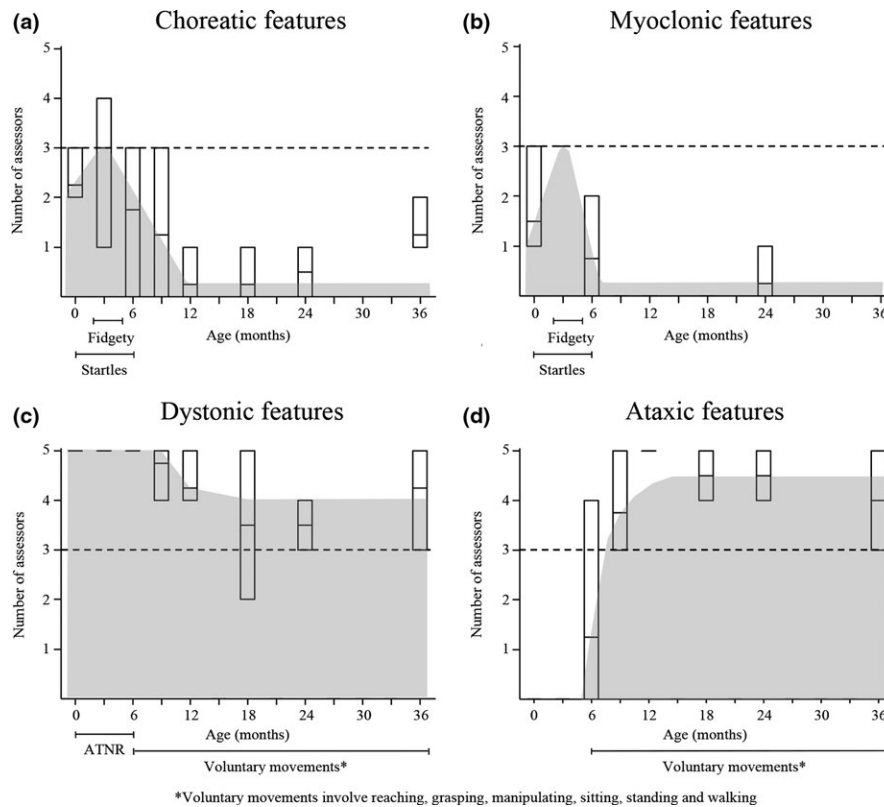 (a) Choreatic features
Number of assessors
5
4
3
2
1
0 6 12 18 24 30 36
Age (months)
Fidgety
Startles
(b) Myoclonic features
Number of assessors
5
4
3
2
1
0 6 12 18 24 30 36
Age (months)
Fidgety
Startles
(c) Dystonic features
Number of assessors
5
4
3
2
1
0 6 12 18 24 30 36
Age (months)
ATNR
Voluntary movements*
(d) Ataxic features
Number of assessors
5
4
3
2
1
0 6 12 18 24 30 36
Age (months)
Voluntary movements*
*Voluntary movements involve reaching, grasping, manipulating, sitting, standing and walking